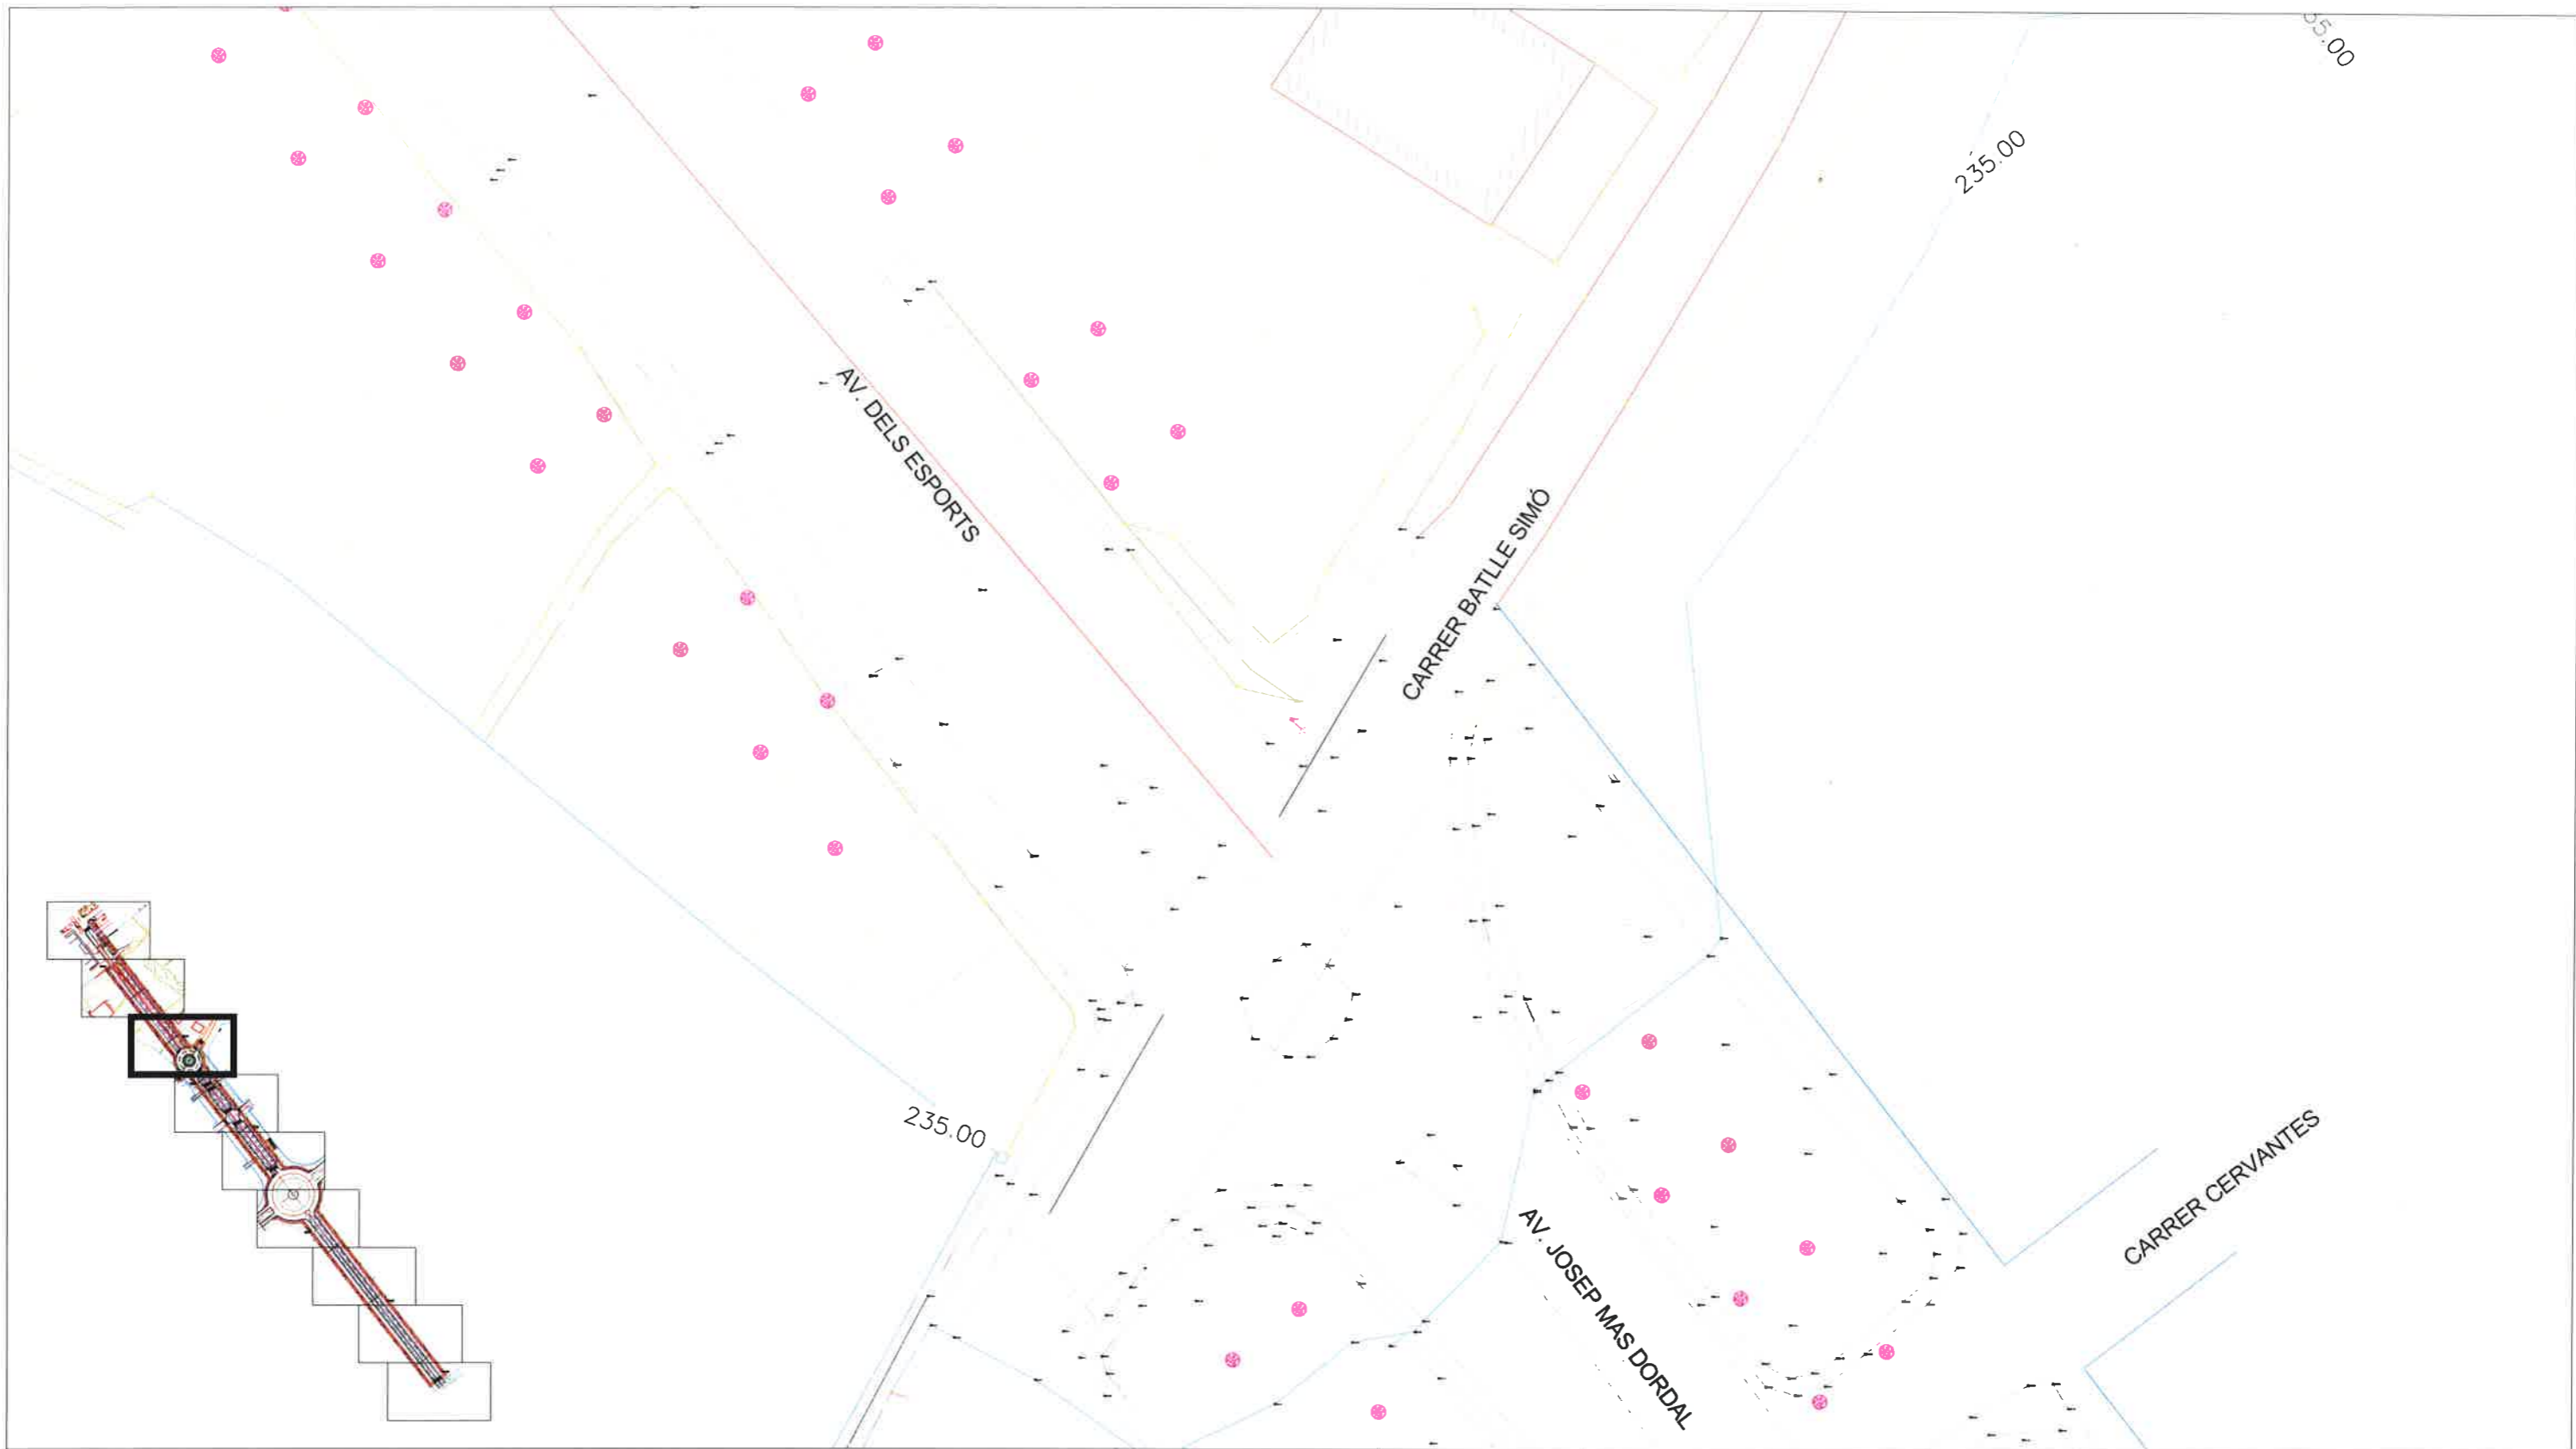 235.00
AV. DELS ESPORTS
CARRER BATLLE SIMÓ
235.00
CARRER CERVANTES
AV. JOSEP MAS DORDAL